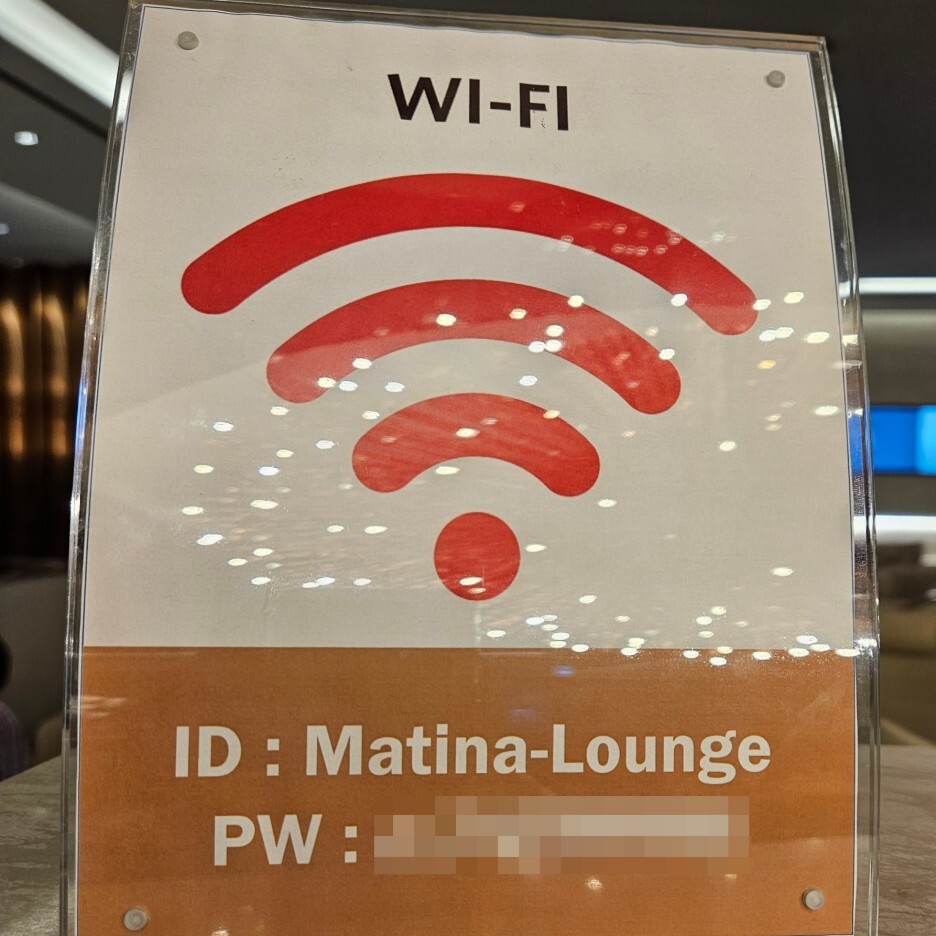 WI-FI
ID : Matina-Lounge
PW :